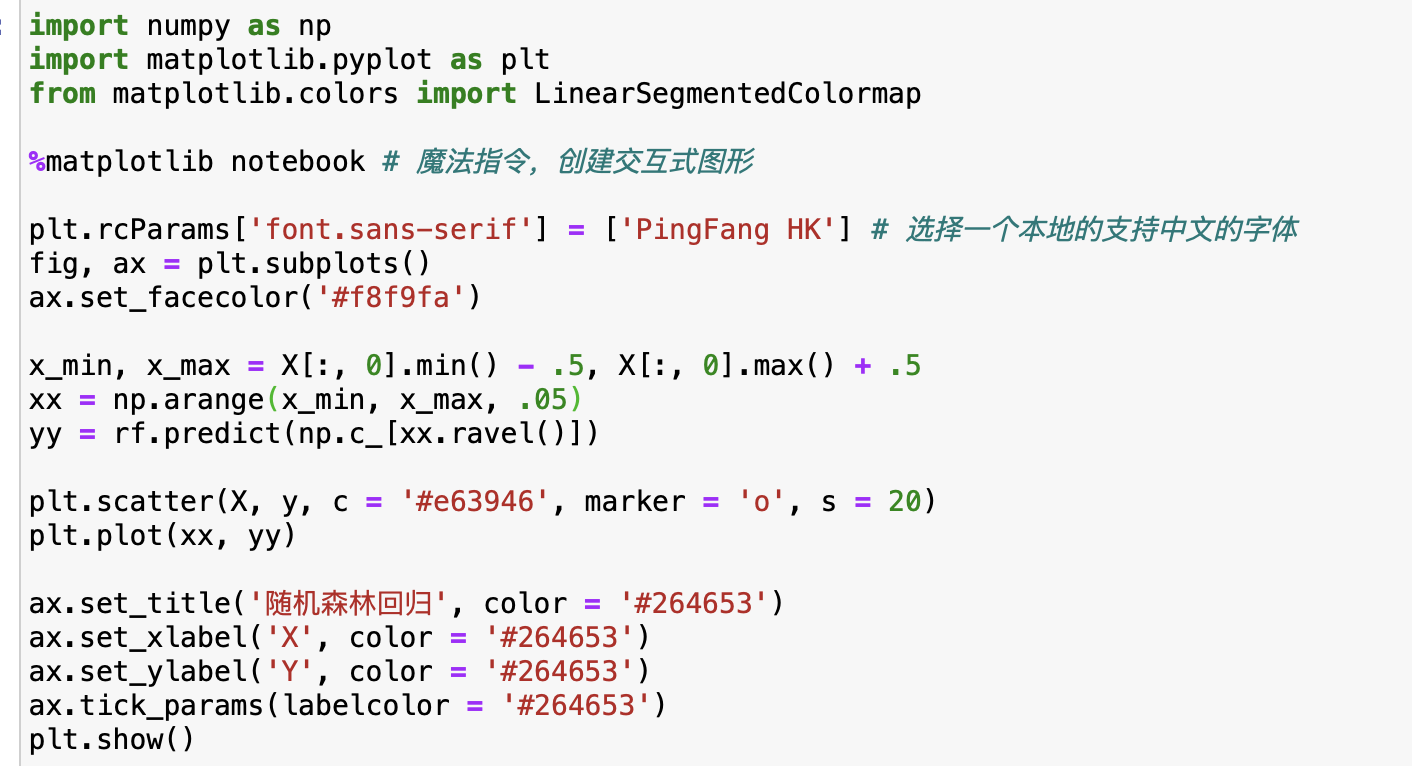 import numpy as np
import matplotlib.pyplot as plt
from matplotlib.colors import LinearSegmentedColormap
%matplotlib notebook # 魔法指令，创建交互式图形
plt.rcParams['font.sans-serif'] = ['PingFang HK'] # 选择一个本地的支持中文的字体
fig, ax = plt.subplots()
ax.set_facecolor('#f8f9fa')
x_min, x_max = X[:, 0].min() - .5, X[:, 0].max() + .5
xx = np.arange(x_min, x_max, .05)
yy = rf.predict(np.c_[xx.ravel()])
plt.scatter(X, y, c = '#e63946', marker = 'o', s = 20)
plt.plot(xx, yy)
ax.set_title('随机森林回归', color = '#264653')
ax.set_xlabel('X', color = '#264653')
ax.set_ylabel('Y', color = '#264653')
ax.tick_params(labelcolor = '#264653')
plt.show()